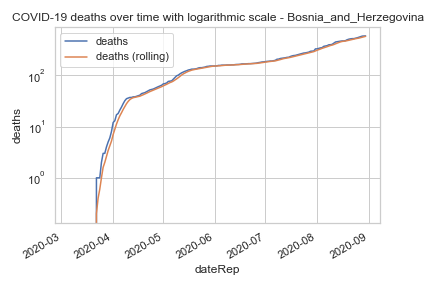 COVID-19 deaths over time with logarithmic scale - Bosnia_and_Herzegovina
deaths
deaths (rolling)
10²
10¹
10⁰
deaths
2020-03
2020-04
2020-05
2020-06
2020-07
2020-08
2020-09
dateRep